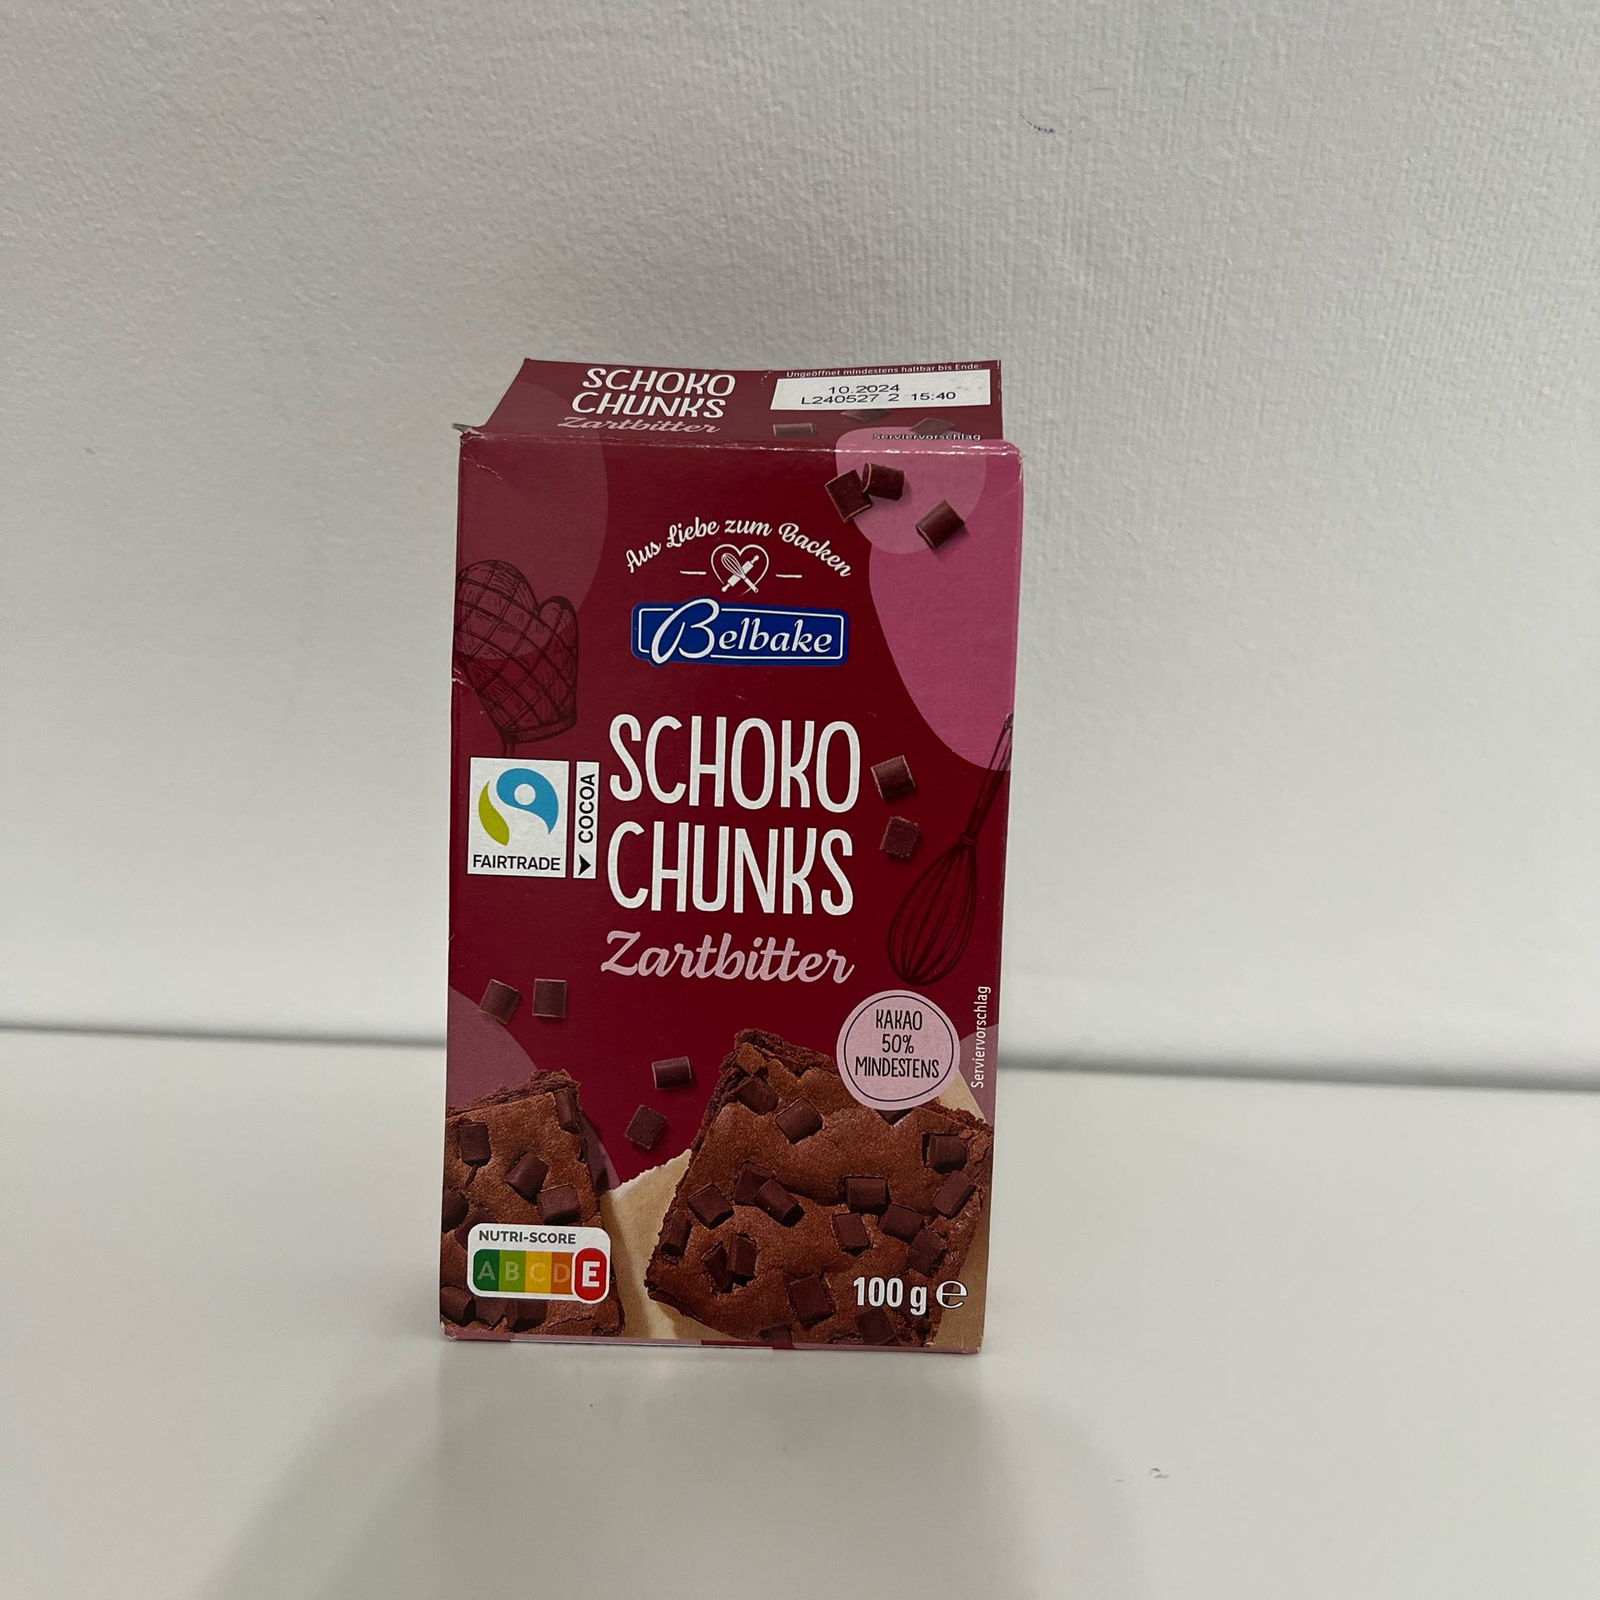 SCHOKO
CHUNKS
Zartbitter
Ungeöffnet mindestens haltbar bis Ende:
10.2024
L240527 2 15:40
Serviervorschlag
Aus Liebe zum Backen
Belbake
SCHOKO
CHUNKS
Zartbitter
FAIRTRADE
COCOA
KAKAO
50%
MINDESTENS
Serviervorschlag
NUTRI-SCORE
A B C D E
100 g ℮